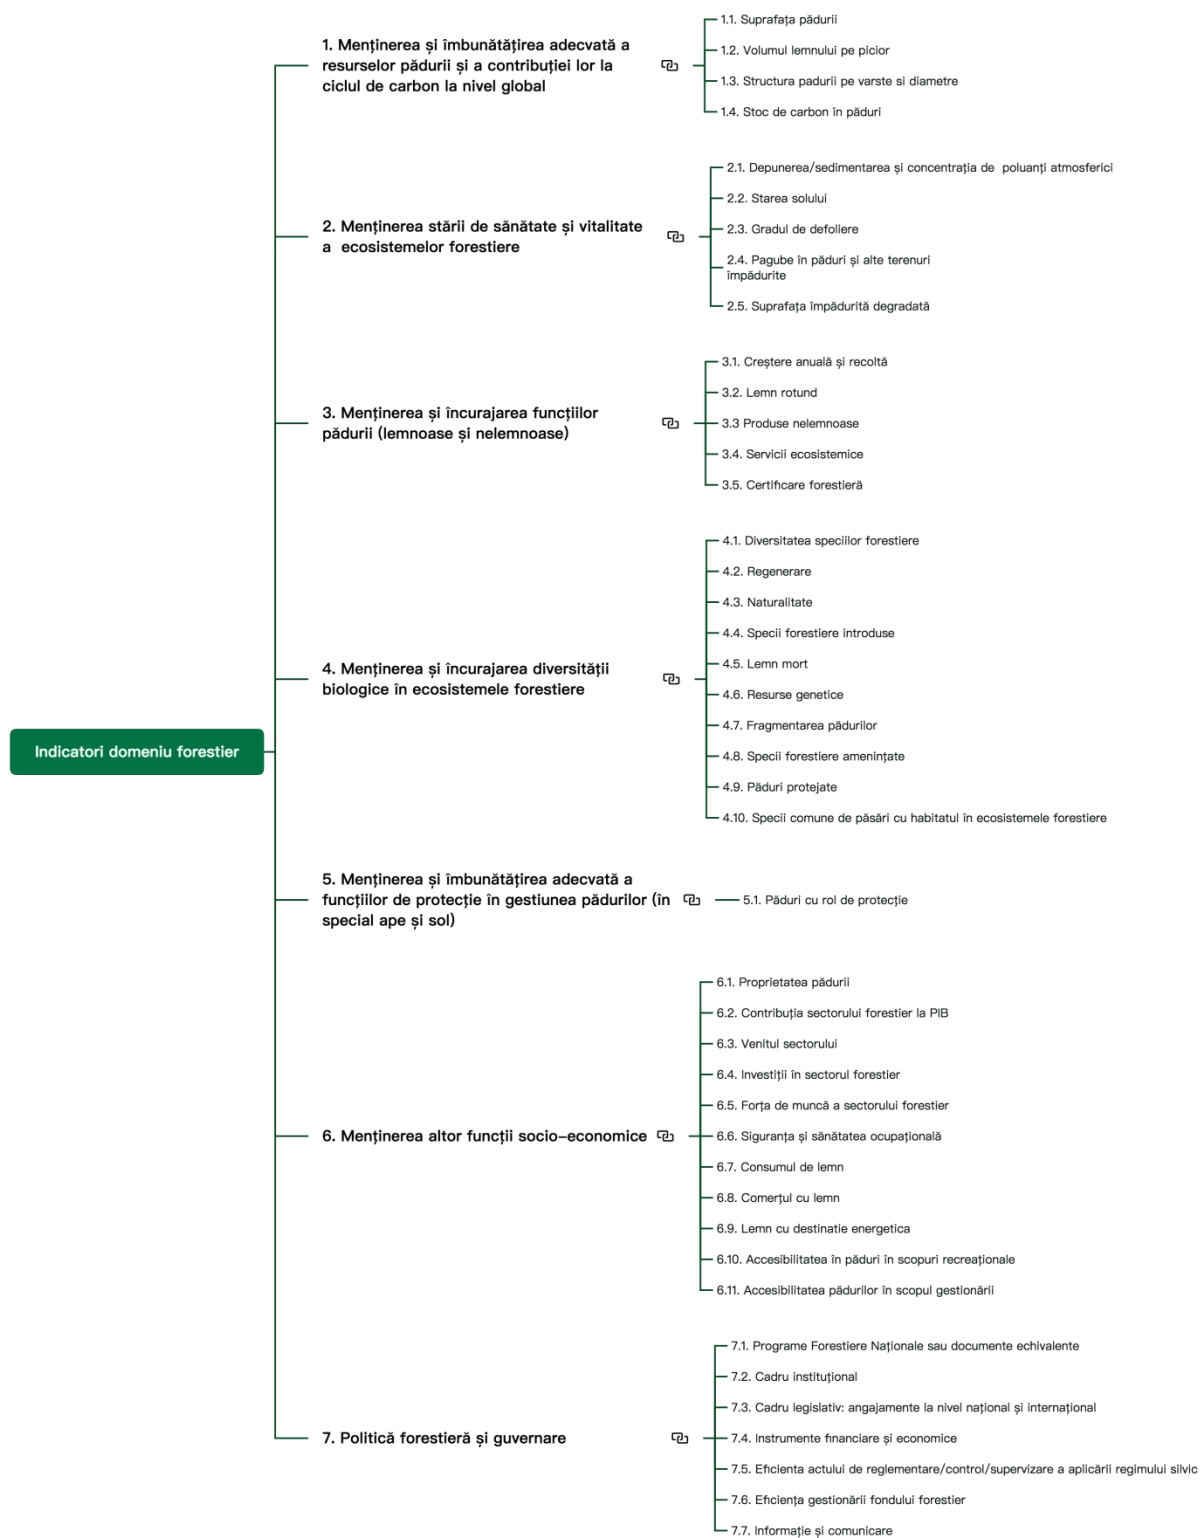 Indicatori domeniu forestier
1. Menținerea și îmbunătățirea adecvată a
resurselor pădurii și a contribuției lor la
ciclul de carbon la nivel global
1.1. Suprafața pădurii
1.2. Volumul lemnului pe picior
1.3. Structura padurii pe varste si diametre
1.4. Stoc de carbon în păduri
2. Menținerea stării de sănătate și vitalitate
a ecosistemelor forestiere
2.1. Depunerea/sedimentarea și concentrația de poluanți atmosferici
2.2. Starea solului
2.3. Gradul de defoliere
2.4. Pagube în păduri și alte terenuri
împădurite
2.5. Suprafața împădurită degradată
3. Menținerea și încurajarea funcțiilor
pădurii (lemnoase și nelemnoase)
3.1. Creștere anuală și recoltă
3.2. Lemn rotund
3.3 Produse nelemnoase
3.4. Servicii ecosistemice
3.5. Certificare forestieră
4. Menținerea și încurajarea diversității
biologice în ecosistemele forestiere
4.1. Diversitatea speciilor forestiere
4.2. Regenerare
4.3. Naturalitate
4.4. Specii forestiere introduse
4.5. Lemn mort
4.6. Resurse genetice
4.7. Fragmentarea pădurilor
4.8. Specii forestiere amenințate
4.9. Păduri protejate
4.10. Specii comune de păsări cu habitatul în ecosistemele forestiere
5. Menținerea și îmbunătățirea adecvată a
funcțiilor de protecție în gestiunea pădurilor (în
special ape și sol)
5.1. Păduri cu rol de protecție
6. Menținerea altor funcții socio-economice
6.1. Proprietatea pădurii
6.2. Contribuția sectorului forestier la PIB
6.3. Venitul sectorului
6.4. Investiții în sectorul forestier
6.5. Forța de muncă a sectorului forestier
6.6. Siguranța și sănătatea ocupațională
6.7. Consumul de lemn
6.8. Comerțul cu lemn
6.9. Lemn cu destinatie energetica
6.10. Accesibilitatea în păduri în scopuri recreaționale
6.11. Accesibilitatea pădurilor în scopul gestionării
7. Politică forestieră și guvernare
7.1. Programe Forestiere Naționale sau documente echivalente
7.2. Cadru instituțional
7.3. Cadru legislativ: angajamente la nivel național și internațional
7.4. Instrumente financiare și economice
7.5. Eficienta actului de reglementare/control/supervizare a aplicării regimului silvic
7.6. Eficiența gestionării fondului forestier
7.7. Informație și comunicare